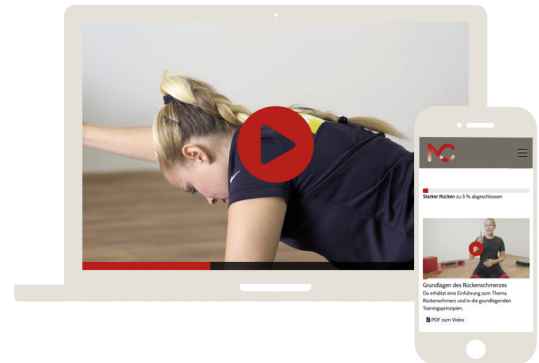 MC
Starker Rücken zu 5 % abgeschlossen
Grundlagen des Rückenschmerzes
Du erhältst eine Einführung zum Thema
Rückenschmerz und in die grundlegenden
Trainingsprinzipien.
PDF zum Video